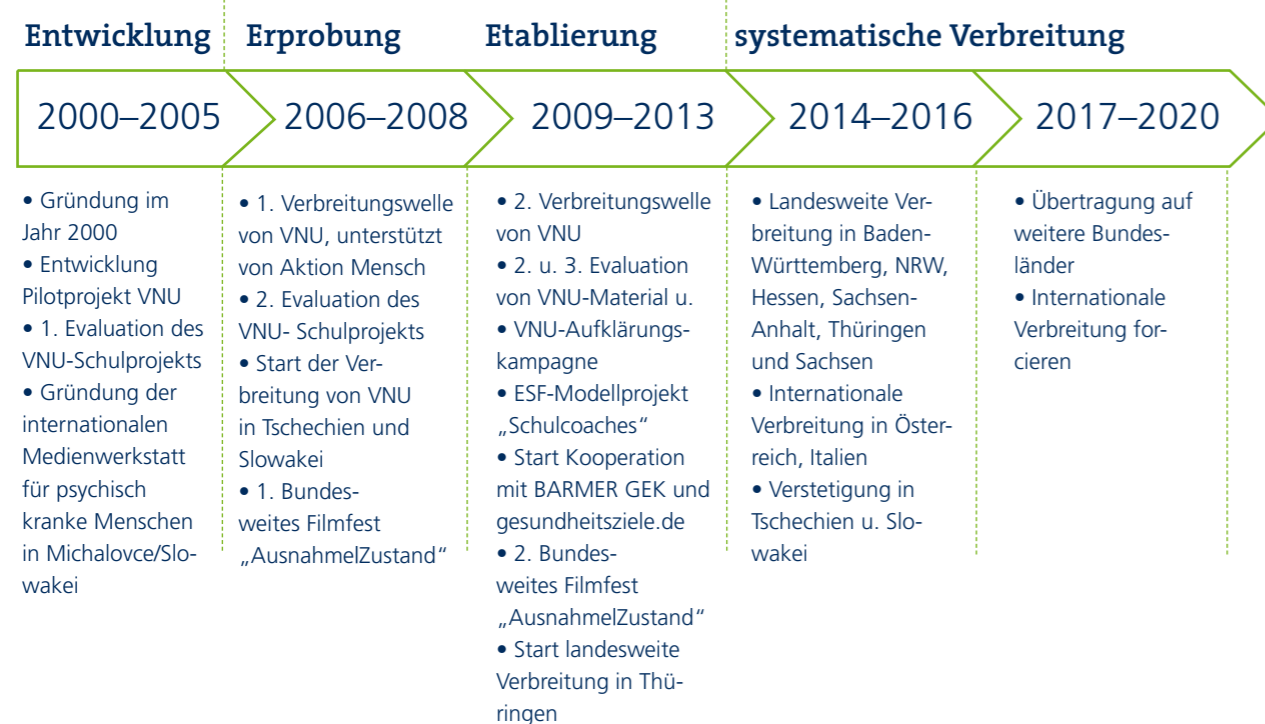 Entwicklung
Erprobung
Etablierung
systematische Verbreitung
2000–2005
2006–2008
2009–2013
2014–2016
2017–2020
• Gründung im
Jahr 2000
• Entwicklung
Pilotprojekt VNU
• 1. Evaluation des
VNU-Schulprojekts
• Gründung der
internationalen
Medienwerkstatt
für psychisch
kranke Menschen
in Michalovce/Slo-
wakei
• 1. Verbreitungswelle
von VNU, unterstützt
von Aktion Mensch
• 2. Evaluation des
VNU- Schulprojekts
• Start der Ver-
breitung von VNU
in Tschechien und
Slowakei
• 1. Bundes-
weites Filmfest
„AusnahmelZustand“
• 2. Verbreitungswelle
von VNU
• 2. u. 3. Evaluation
von VNU-Material u.
• VNU-Aufklärungs-
kampagne
• ESF-Modellprojekt
„Schulcoaches“
• Start Kooperation
mit BARMER GEK und
gesundheitsziele.de
• 2. Bundes-
weites Filmfest
„AusnahmelZustand“
• Start landesweite
Verbreitung in Thü-
ringen
• Landesweite Ver-
breitung in Baden-
Württemberg, NRW,
Hessen, Sachsen-
Anhalt, Thüringen
und Sachsen
• Internationale
Verbreitung in Öster-
reich, Italien
• Verstetigung in
Tschechien u. Slo-
wakei
• Übertragung auf
weitere Bundes-
länder
• Internationale
Verbreitung for-
cieren